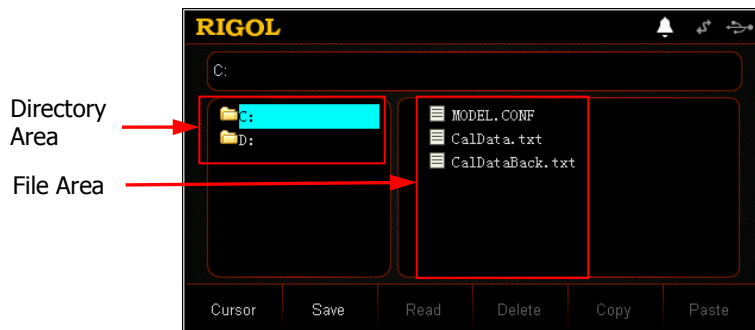 RIGOL
C:
Directory
Area
C:
D:
MODEL.CONF
CalData.txt
CalDataBack.txt
File Area
Cursor Save Read Delete Copy Paste